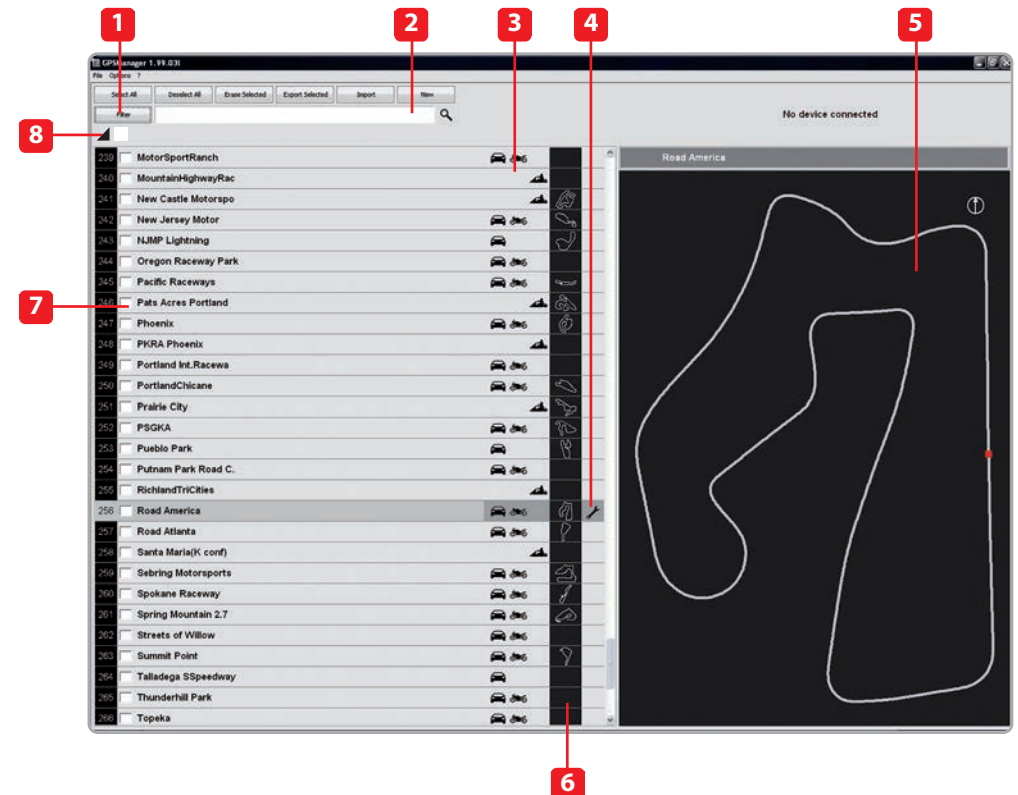 1 2 3 4 5
GPSManager 1.99.03I
File Options ?
Select All Deselect All Erase Selected Export Selected Import New
Filter
No device connected
8
Road America
239 MotorSportRanch
240 MountainHighwayRac
241 New Castle Motorspo
242 New Jersey Motor
243 NJMP Lightning
244 Oregon Raceway Park
245 Pacific Raceways
7
246 Pats Acres Portland
247 Phoenix
248 PKRA Phoenix
249 Portland Int.Racewa
250 PortlandChicane
251 Prairie City
252 PSGKA
253 Pueblo Park
254 Putnam Park Road C.
255 RichlandTriCities
256 Road America
257 Road Atlanta
258 Santa Maria(K conf)
259 Sebring Motorsports
260 Spokane Raceway
261 Spring Mountain 2.7
262 Streets of Willow
263 Summit Point
264 Talladega SSpeedway
265 Thunderhill Park
266 Topeka
6